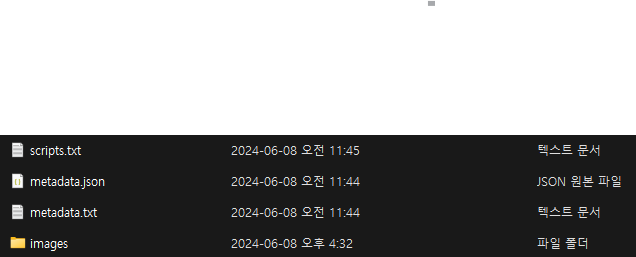 scripts.txt 2024-06-08 오전 11:45 텍스트 문서
metadata.json 2024-06-08 오전 11:44 JSON 원본 파일
metadata.txt 2024-06-08 오전 11:44 텍스트 문서
images 2024-06-08 오후 4:32 파일 폴더